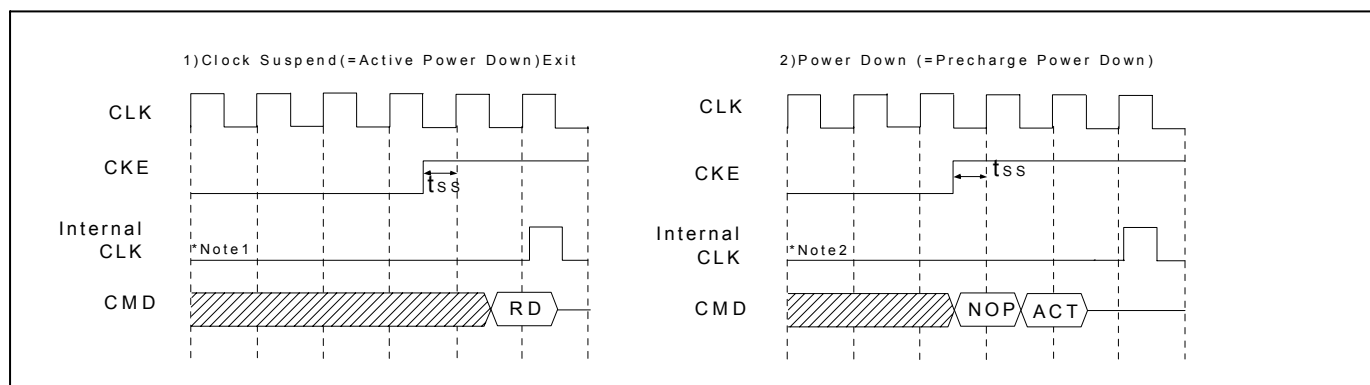 1)Clock Suspend(=Active Power Down)Exit
CLK
CKE
tss
Internal
CLK
*Note1
CMD
RD
2)Power Down (=Precharge Power Down)
CLK
CKE
tss
Internal
CLK
*Note2
CMD
NOP
ACT